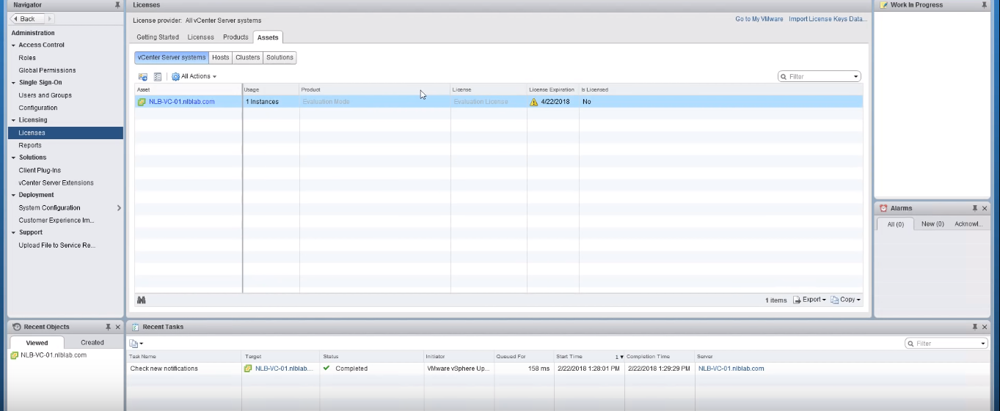 Navigator
Back
Administration
Access Control
Roles
Global Permissions
Single Sign-On
Users and Groups
Configuration
Licensing
Licenses
Reports
Solutions
Client Plug-Ins
vCenter Server Extensions
Deployment
System Configuration
Customer Experience Im...
Support
Upload File to Service Re...
Licenses
License provider: All vCenter Server systems
Go to My VMware Import License Keys Data...
Getting Started Licenses Products Assets
vCenter Server systems Hosts Clusters Solutions
All Actions
Filter
Asset Usage Product License License Expiration Is Licensed
NLB-VC-01.nlblab.com 1 Instances Evaluation Mode Evaluation License 4/22/2018 No
1 items Export Copy
Work In Progress
Alarms
All (0) New (0) Acknowl...
Recent Objects
Viewed Created
NLB-VC-01.nlblab.com
Recent Tasks
Filter
Task Name Target Status Initiator Queued For Start Time 1 Completion Time Server
Check new notifications NLB-VC-01.nlblab.... Completed VMware vSphere Up... 158 ms 2/22/2018 1:28:01 PM 2/22/2018 1:29:29 PM NLB-VC-01.nlblab.com